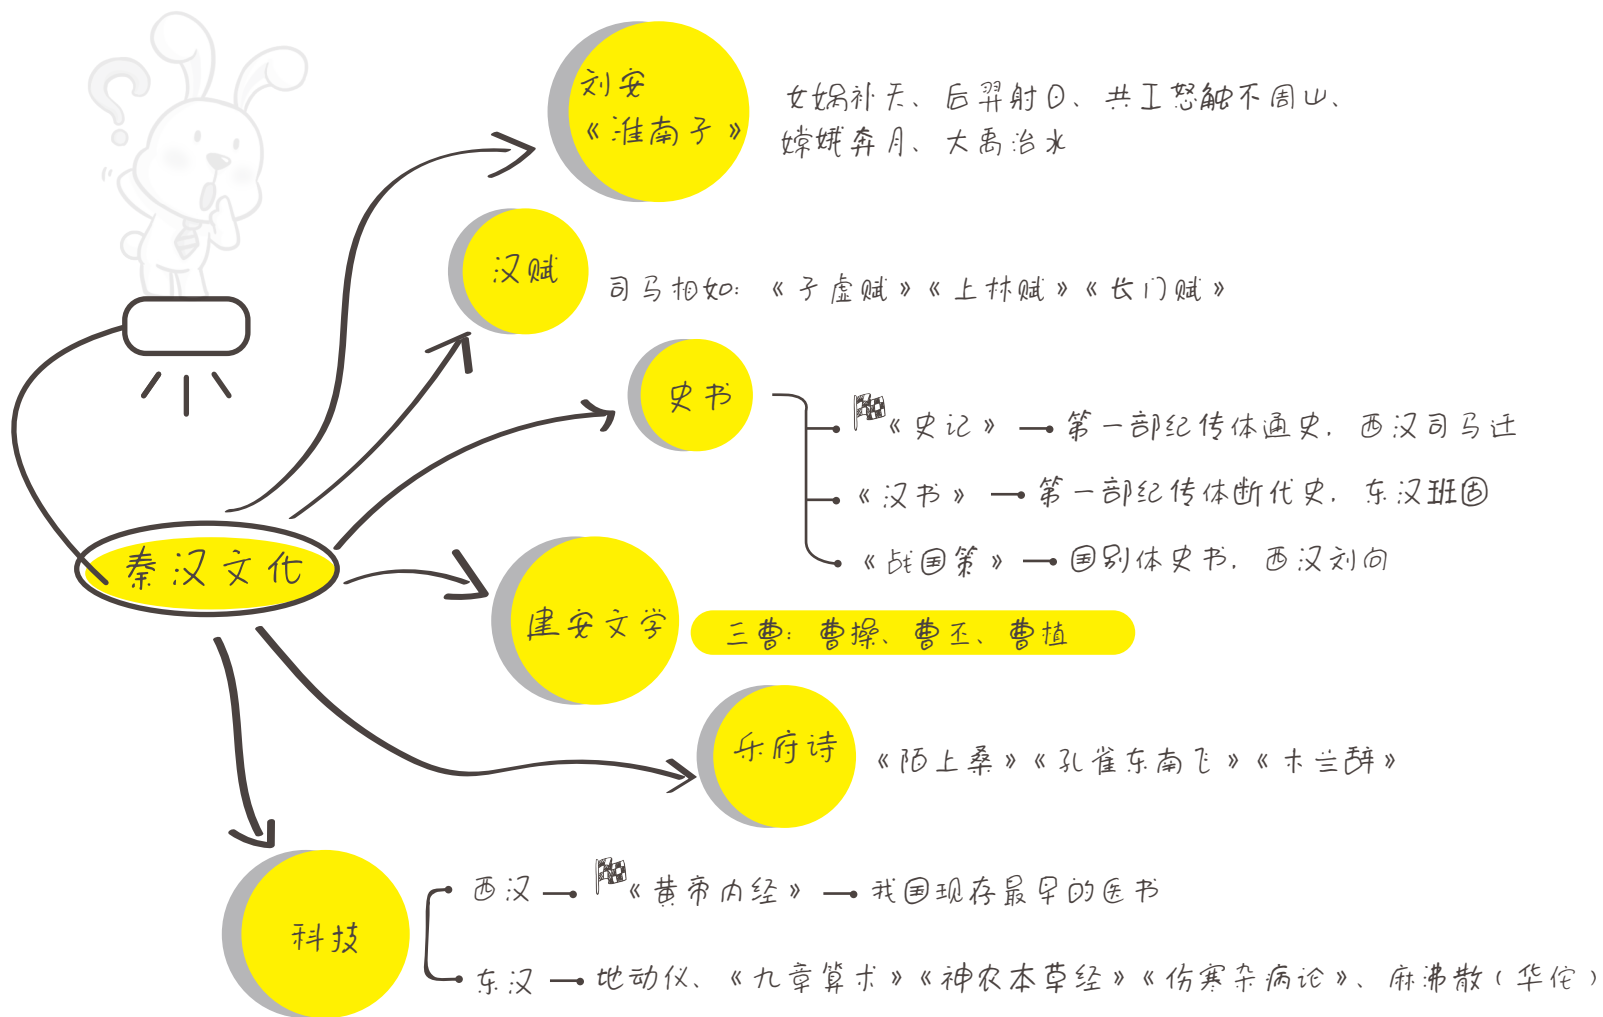 刘安
《淮南子》
女娲补天、后羿射日、共工怒触不周山、
嫦娥奔月、大禹治水
汉赋
司马相如：《子虚赋》《上林赋》《长门赋》
史书
《史记》
第一部纪传体通史，西汉司马迁
《汉书》
第一部纪传体断代史，东汉班固
《战国策》
国别体史书，西汉刘向
秦汉文化
建安文学
三曹：曹操、曹丕、曹植
乐府诗
《陌上桑》《孔雀东南飞》《木兰辞》
科技
西汉
《黄帝内经》
我国现存最早的医书
东汉
地动仪、《九章算术》《神农本草经》《伤寒杂病论》、麻沸散（华佗）